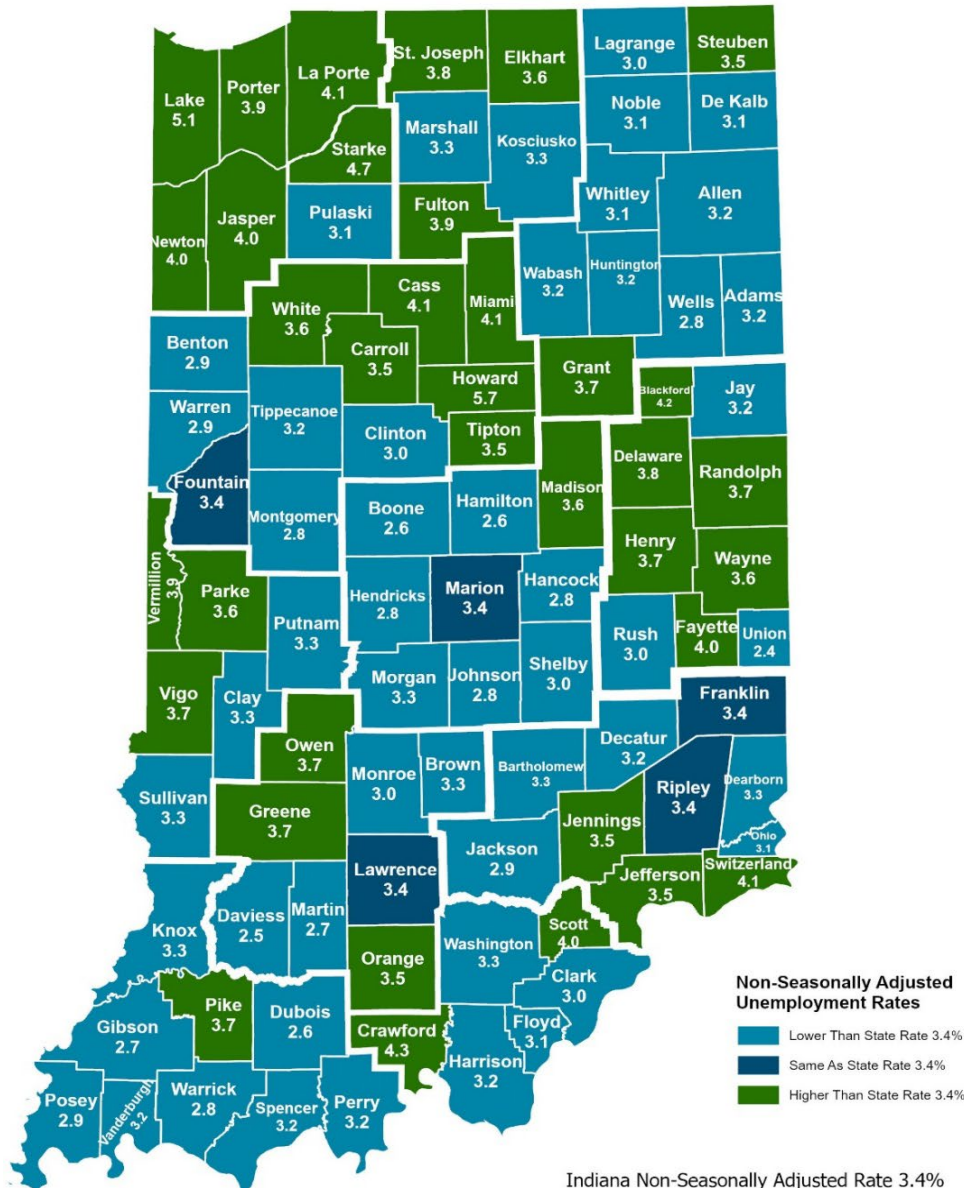 Lagrange
3.0
Steuben
3.5
St. Joseph
3.8
Elkhart
3.6
La Porte
4.1
Porter
3.9
Lake
5.1
Noble
3.1
De Kalb
3.1
Marshall
3.3
Kosciusko
3.3
Starke
4.7
Whitley
3.1
Allen
3.2
Pulaski
3.1
Fulton
3.9
Jasper
4.0
Newton
4.0
Wabash
3.2
Huntington
3.2
Wells
2.8
Adams
3.2
White
3.6
Cass
4.1
Miami
4.1
Carroll
3.5
Benton
2.9
Howard
5.7
Grant
3.7
Blackford
4.2
Jay
3.2
Warren
2.9
Tippecanoe
3.2
Clinton
3.0
Tipton
3.5
Fountain
3.4
Montgomery
2.8
Boone
2.6
Hamilton
2.6
Madison
3.6
Delaware
3.8
Randolph
3.7
Henry
3.7
Wayne
3.6
Vermillion
3.9
Parke
3.6
Putnam
3.3
Hendricks
2.8
Marion
3.4
Hancock
2.8
Rush
3.0
Fayette
4.0
Union
2.4
Vigo
3.7
Clay
3.3
Morgan
3.3
Johnson
2.8
Shelby
3.0
Franklin
3.4
Owen
3.7
Decatur
3.2
Sullivan
3.3
Greene
3.7
Monroe
3.0
Brown
3.3
Bartholomew
3.3
Ripley
3.4
Dearborn
3.3
Ohio
3.1
Jennings
3.5
Jackson
2.9
Lawrence
3.4
Jefferson
3.5
Switzerland
4.1
Knox
3.3
Daviess
2.5
Martin
2.7
Washington
3.3
Scott
4.0
Orange
3.5
Clark
3.0
Pike
3.7
Dubois
2.6
Gibson
2.7
Crawford
4.3
Floyd
3.1
Harrison
3.2
Posey
2.9
Vanderburgh
3.2
Warrick
2.8
Spencer
3.2
Perry
3.2
Non-Seasonally Adjusted
Unemployment Rates
Lower Than State Rate 3.4%
Same As State Rate 3.4%
Higher Than State Rate 3.4%
Indiana Non-Seasonally Adjusted Rate 3.4%